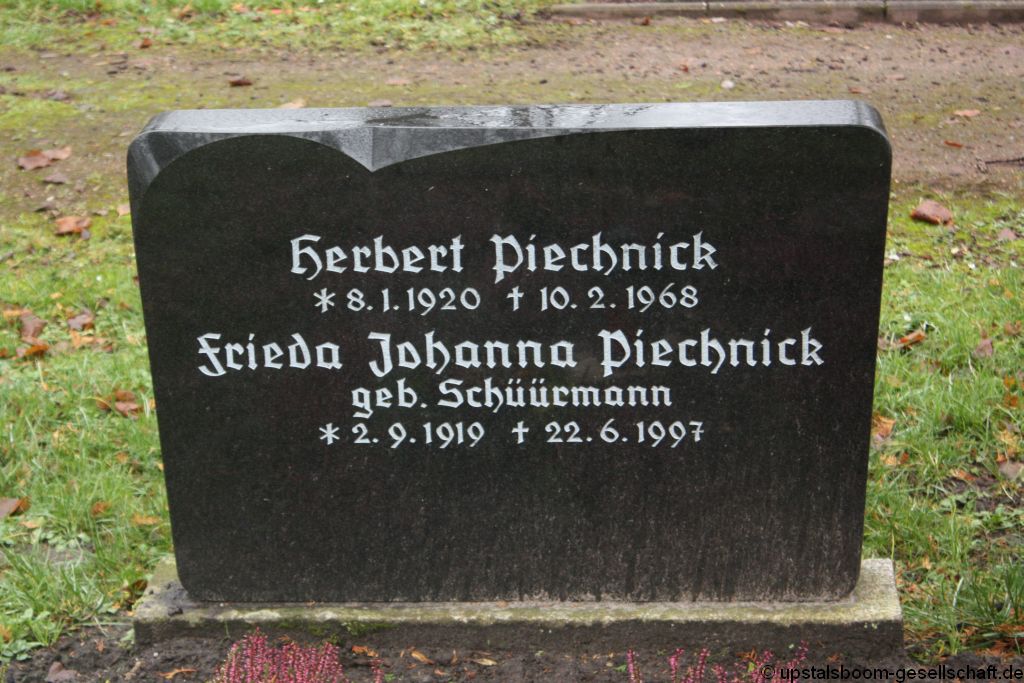 Herbert Piechnick
* 8. 1. 1920 † 10. 2. 1968
Frieda Johanna Piechnick
geb. Schüürmann
* 2. 9. 1919 † 22. 6. 1997
© upstalsboom-gesellschaft.de